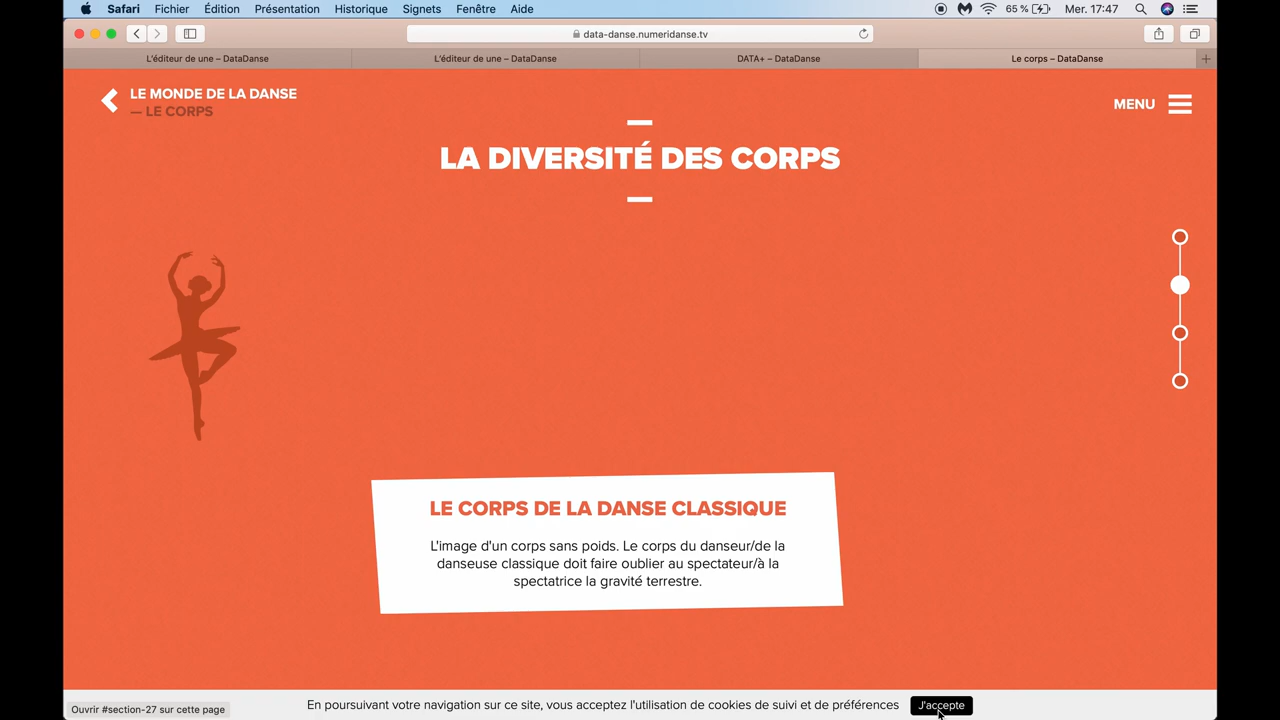 Safari Fichier Édition Présentation Historique Signets Fenêtre Aide 65 % Mer. 17:47
data-danse.numeridanse.tv
L'éditeur de une – DataDanse L'éditeur de une – DataDanse DATA+ – DataDanse Le corps – DataDanse +
LE MONDE DE LA DANSE
— LE CORPS
MENU
LA DIVERSITÉ DES CORPS
LE CORPS DE LA DANSE CLASSIQUE
L'image d'un corps sans poids. Le corps du danseur/de la
danseuse classique doit faire oublier au spectateur/à la
spectatrice la gravité terrestre.
En poursuivant votre navigation sur ce site, vous acceptez l'utilisation de cookies de suivi et de préférences J'accepte
Ouvrir #section-27 sur cette page